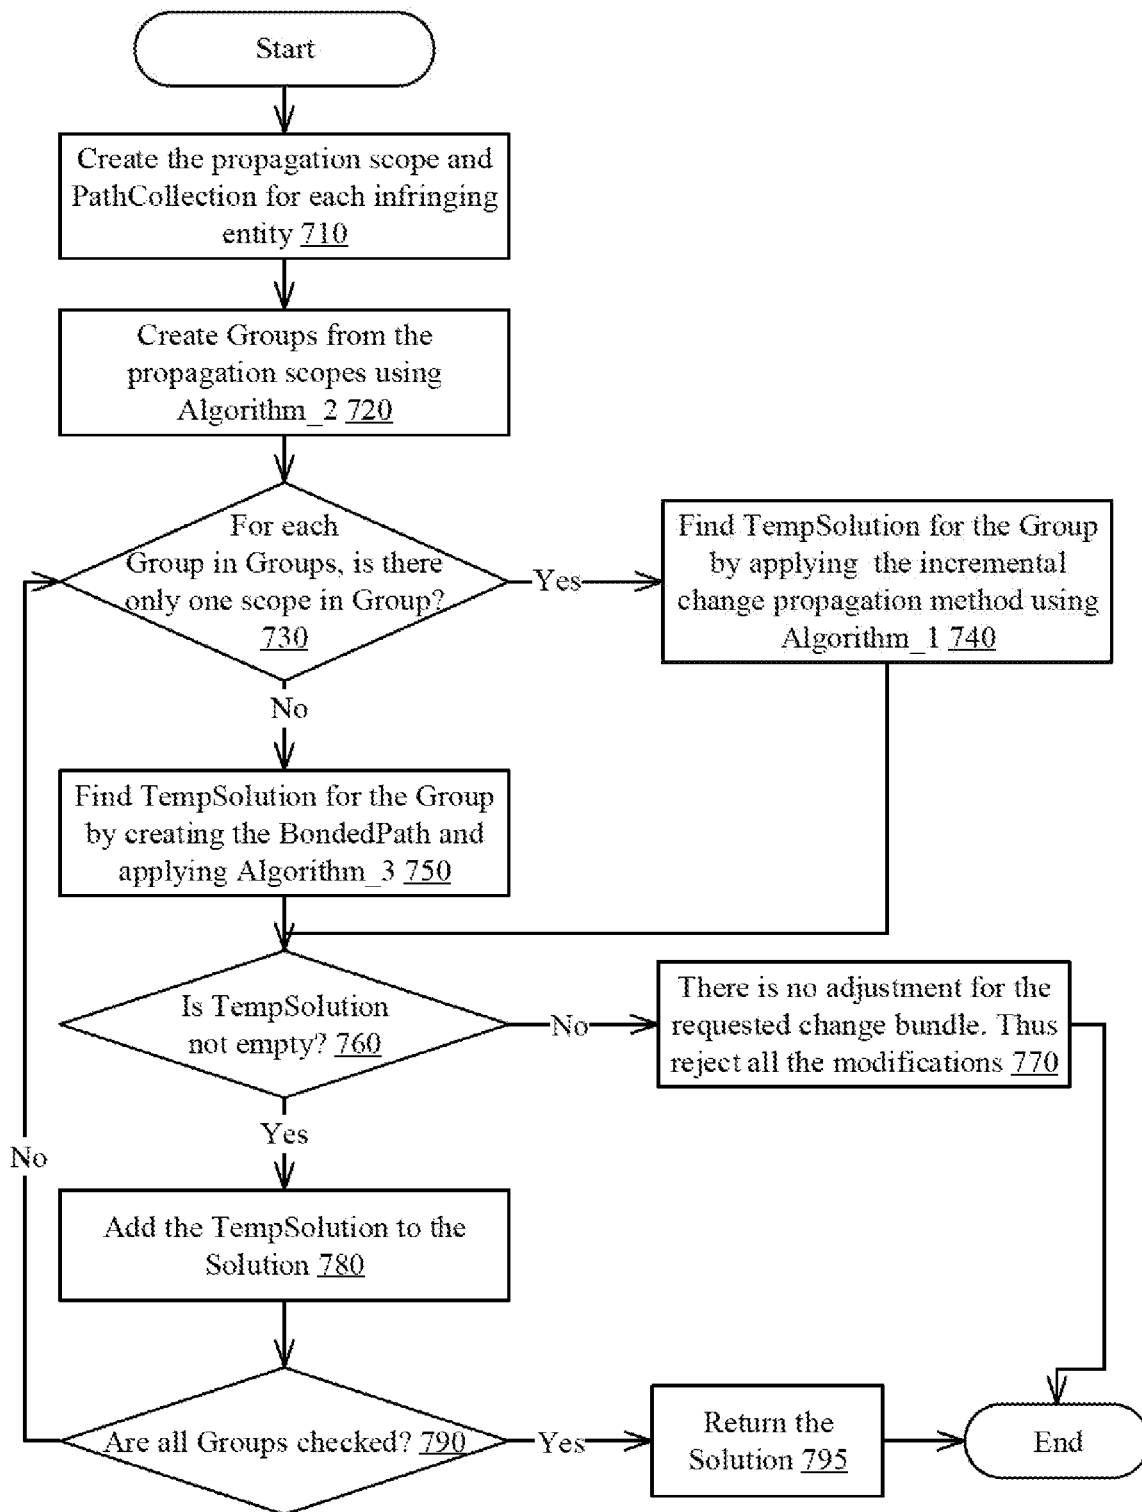 Start
Create the propagation scope and
PathCollection for each infringing
entity 710
Create Groups from the
propagation scopes using
Algorithm_2 720
For each
Group in Groups, is there
only one scope in Group?
730
Yes
Find TempSolution for the Group
by applying the incremental
change propagation method using
Algorithm_1 740
No
Find TempSolution for the Group
by creating the BondedPath and
applying Algorithm_3 750
Is TempSolution
not empty? 760
No
There is no adjustment for the
requested change bundle. Thus
reject all the modifications 770
Yes
No
Add the TempSolution to the
Solution 780
Are all Groups checked? 790
Yes
Return the
Solution 795
End